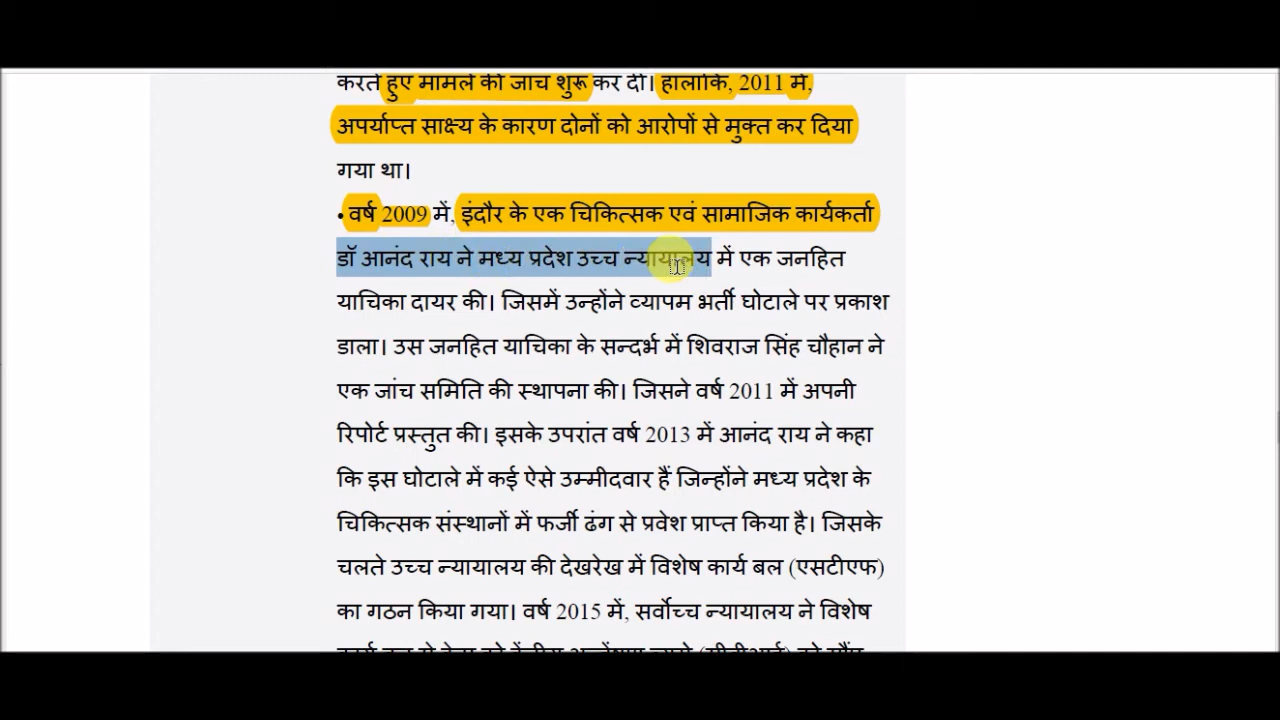 करते हुए मामले की जांच शुरू कर दी। हालांकि, 2011 में,
अपर्याप्त साक्ष्य के कारण दोनों को आरोपों से मुक्त कर दिया
गया था।
• वर्ष 2009 में, इंदौर के एक चिकित्सक एवं सामाजिक कार्यकर्ता
डॉ आनंद राय ने मध्य प्रदेश उच्च न्यायालय में एक जनहित
याचिका दायर की। जिसमें उन्होंने व्यापम भर्ती घोटाले पर प्रकाश
डाला। उस जनहित याचिका के सन्दर्भ में शिवराज सिंह चौहान ने
एक जांच समिति की स्थापना की। जिसने वर्ष 2011 में अपनी
रिपोर्ट प्रस्तुत की। इसके उपरांत वर्ष 2013 में आनंद राय ने कहा
कि इस घोटाले में कई ऐसे उम्मीदवार हैं जिन्होंने मध्य प्रदेश के
चिकित्सक संस्थानों में फर्जी ढंग से प्रवेश प्राप्त किया है। जिसके
चलते उच्च न्यायालय की देखरेख में विशेष कार्य बल (एसटीएफ)
का गठन किया गया। वर्ष 2015 में, सर्वोच्च न्यायालय ने विशेष